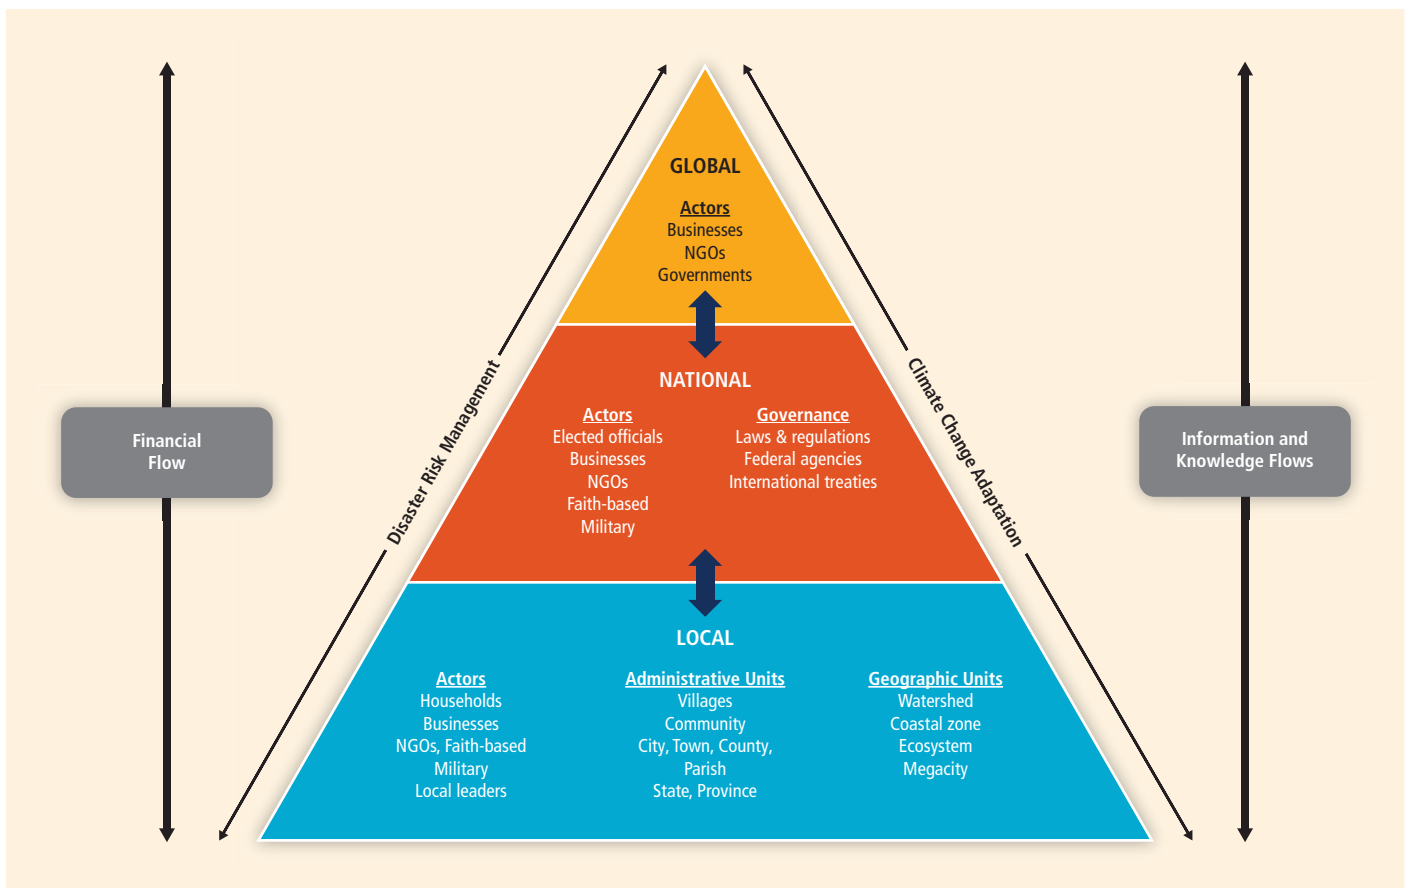 GLOBAL
Actors
Businesses
NGOs
Governments
Disaster Risk Management
Climate Change Adaptation
Financial
Flow
Information and
Knowledge Flows
NATIONAL
Actors
Elected officials
Businesses
NGOs
Faith-based
Military
Governance
Laws & regulations
Federal agencies
International treaties
LOCAL
Actors
Households
Businesses
NGOs, Faith-based
Military
Local leaders
Administrative Units
Villages
Community
City, Town, County,
Parish
State, Province
Geographic Units
Watershed
Coastal zone
Ecosystem
Megacity